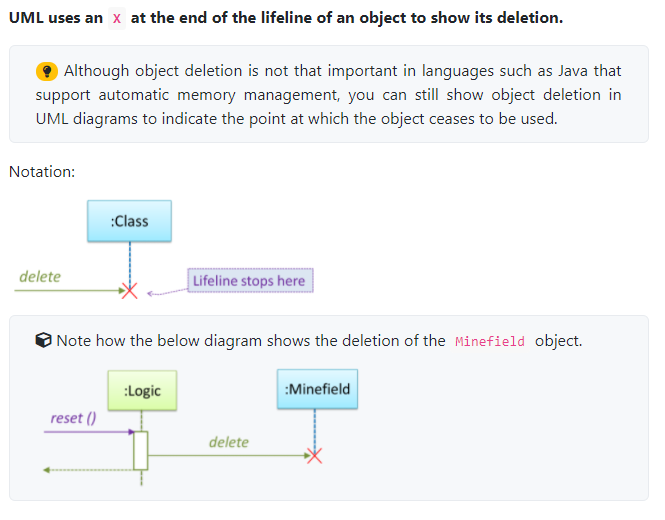 UML uses an X at the end of the lifeline of an object to show its deletion.
Although object deletion is not that important in languages such as Java that
support automatic memory management, you can still show object deletion in
UML diagrams to indicate the point at which the object ceases to be used.
Notation:
:Class
delete
Lifeline stops here
Note how the below diagram shows the deletion of the Minefield object.
:Logic
:Minefield
reset ()
delete